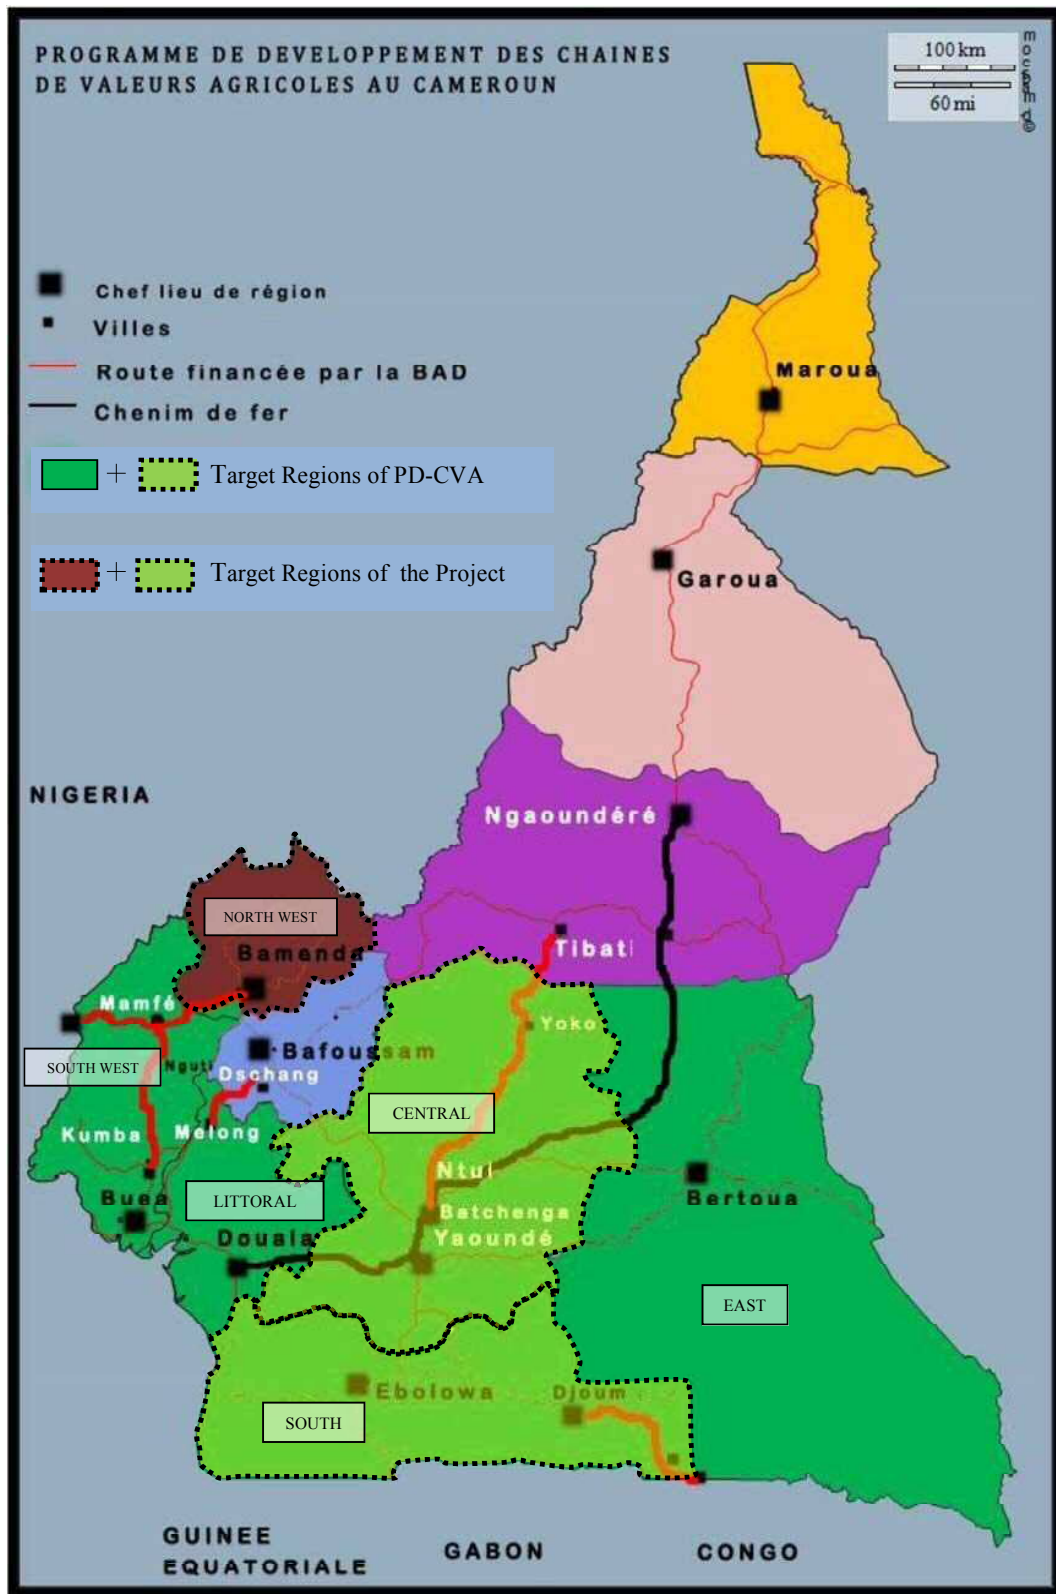 PROGRAMME DE DEVELOPPEMENT DES CHAINES
DE VALEURS AGRICOLES AU CAMEROUN
100 km
60 mi
Chef lieu de région
Villes
Route financée par la BAD
Chenim de fer
+ Target Regions of PD-CVA
+ Target Regions of the Project
Maroua
Garoua
NIGERIA
Ngaoundéré
NORTH WEST
Bamenda
Tibati
Mamfé
Yoko
SOUTH WEST
Nguti
Bafoussam
Dschang
CENTRAL
Kumba
Melong
Ntui
Buea
LITTORAL
Bertoua
Batchenga
Douala
Yaoundé
EAST
Ebolowa
Djoum
SOUTH
GUINEE
EQUATORIALE
GABON
CONGO